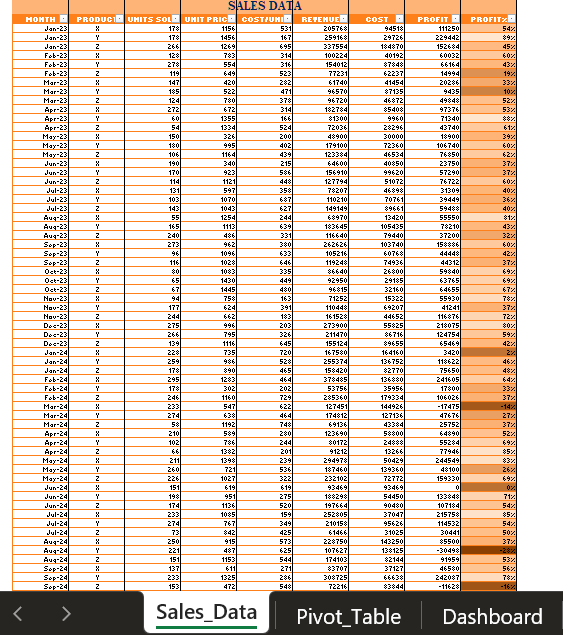 SALES DATA
MONTH PRODUCT UNITS SOL UNIT PRIC COST/UNI REVENUE COST PROFIT PROFIT%
Jan-23 X 178 1156 531 205768 94518 111250 54%
Jan-23 Y 178 1456 167 259168 29726 229442 89%
Jan-23 Z 266 1269 695 337554 184870 152684 45%
Feb-23 X 128 783 314 100224 40192 60032 60%
Feb-23 Y 278 554 316 154012 87848 66164 43%
Feb-23 Z 119 649 523 77231 62237 14994 19%
Mar-23 X 147 420 282 61740 41454 20286 33%
Mar-23 Y 185 522 471 96570 87135 9435 10%
Mar-23 Z 124 780 378 96720 46872 49848 52%
Apr-23 X 272 672 314 182784 85408 97376 53%
Apr-23 Y 60 1355 166 81300 9960 71340 88%
Apr-23 Z 54 1334 524 72036 28296 43740 61%
May-23 X 150 326 200 48900 30000 18900 39%
May-23 Y 180 995 402 179100 72360 106740 60%
May-23 Z 106 1164 439 123384 46534 76850 62%
Jun-23 X 190 340 215 64600 40850 23750 37%
Jun-23 Y 170 923 586 156910 99620 57290 37%
Jun-23 Z 114 1121 448 127794 51072 76722 60%
Jul-23 X 131 597 358 78207 46898 31309 40%
Jul-23 Y 103 1070 687 110210 70761 39449 36%
Jul-23 Z 143 1043 627 149149 89661 59488 40%
Aug-23 X 55 1254 244 68970 13420 55550 81%
Aug-23 Y 165 1113 639 183645 105435 78210 43%
Aug-23 Z 240 486 331 116640 79440 37200 32%
Sep-23 X 273 962 380 262626 103740 158886 60%
Sep-23 Y 96 1096 633 105216 60768 44448 42%
Sep-23 Z 116 1028 646 119248 74936 44312 37%
Oct-23 X 80 1083 335 86640 26800 59840 69%
Oct-23 Y 65 1430 449 92950 29185 63765 69%
Oct-23 Z 67 1445 480 96815 32160 64655 67%
Nov-23 X 94 758 163 71252 15322 55930 78%
Nov-23 Y 177 624 391 110448 69207 41241 37%
Nov-23 Z 244 662 183 161528 44652 116876 72%
Dec-23 X 275 996 203 273900 55825 218075 80%
Dec-23 Y 266 795 326 211470 86716 124754 59%
Dec-23 Z 139 1116 645 155124 89655 65469 42%
Jan-24 X 228 735 720 167580 164160 3420 2%
Jan-24 Y 259 986 528 255374 136752 118622 46%
Jan-24 Z 178 890 465 158420 82770 75650 48%
Feb-24 X 295 1283 464 378485 136880 241605 64%
Feb-24 Y 178 302 202 53756 35956 17800 33%
Feb-24 Z 246 1160 729 285360 179334 106026 37%
Mar-24 X 233 547 622 127451 144926 -17475 -14%
Mar-24 Y 274 638 464 174812 127136 47676 27%
Mar-24 Z 58 1192 748 69136 43384 25752 37%
Apr-24 X 210 589 280 123690 58800 64890 52%
Apr-24 Y 102 786 244 80172 24888 55284 69%
Apr-24 Z 66 1382 201 91212 13266 77946 85%
May-24 X 211 1398 239 294978 50429 244549 83%
May-24 Y 260 721 536 187460 139360 48100 26%
May-24 Z 226 1027 322 232102 72772 159330 69%
Jun-24 X 151 619 619 93469 93469 0 0%
Jun-24 Y 198 951 275 188298 54450 133848 71%
Jun-24 Z 174 1136 520 197664 90480 107184 54%
Jul-24 X 233 1085 159 252805 37047 215758 85%
Jul-24 Y 274 767 349 210158 95626 114532 54%
Jul-24 Z 73 842 425 61466 31025 30441 50%
Aug-24 X 250 915 573 228750 143250 85500 37%
Aug-24 Y 221 487 625 107627 138125 -30498 -28%
Aug-24 Z 151 1153 544 174103 82144 91959 53%
Sep-24 X 137 611 271 83707 37127 46580 56%
Sep-24 Y 233 1325 286 308725 66638 242087 78%
Sep-24 Z 153 472 548 72216 83844 -11628 -16%
Sales_Data Pivot_Table Dashboard